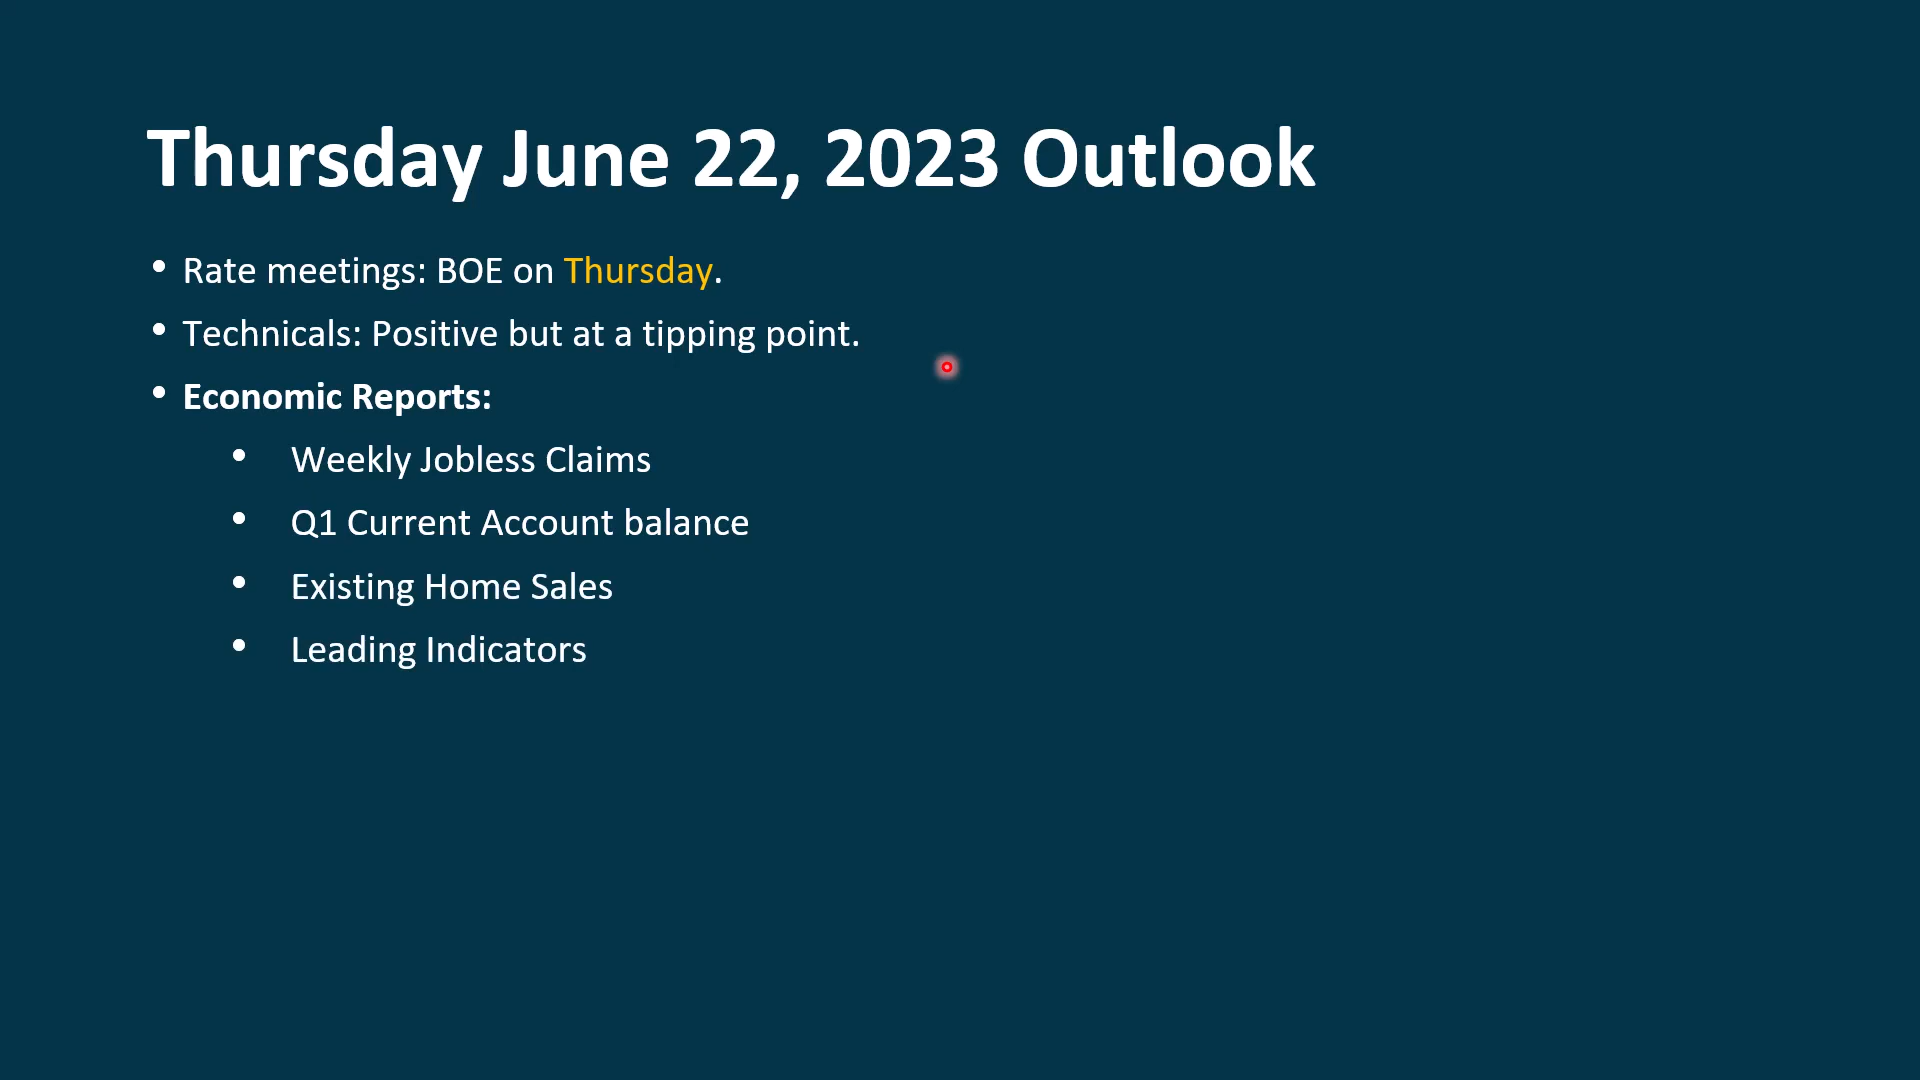 Thursday June 22, 2023 Outlook
• Rate meetings: BOE on Thursday.
• Technicals: Positive but at a tipping point.
• Economic Reports:
• Weekly Jobless Claims
• Q1 Current Account balance
• Existing Home Sales
• Leading Indicators